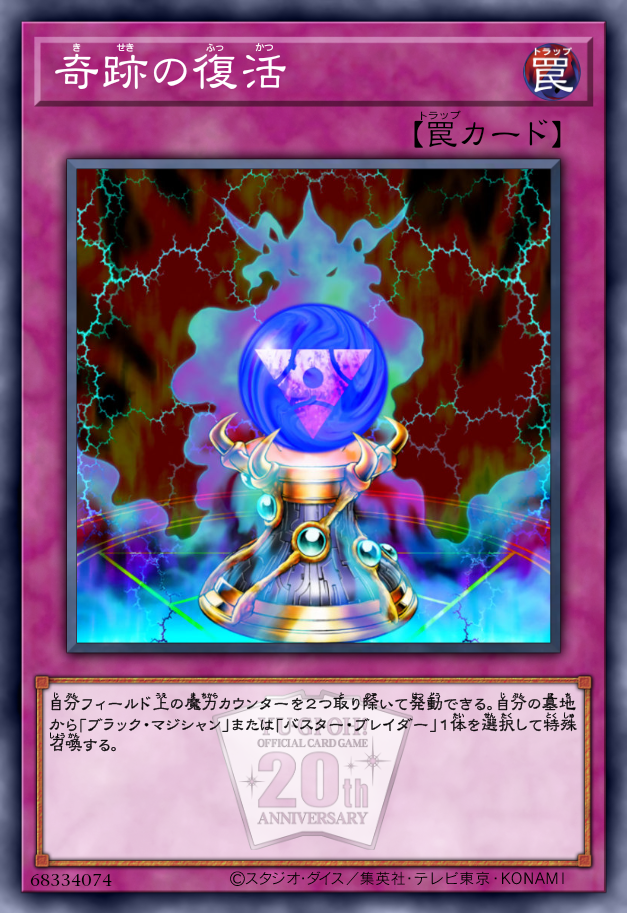 奇跡の復活
罠
【罠カード】
自分フィールド上の魔力カウンターを2つ取り除いて発動できる。自分の墓地
から「ブラック・マジシャン」または「バスター・ブレイダー」1体を選択して特殊
召喚する。
YU-GI-OH!
OFFICIAL CARD GAME
20th
ANNIVERSARY
68334074 ©スタジオ・ダイス／集英社・テレビ東京・KONAMI